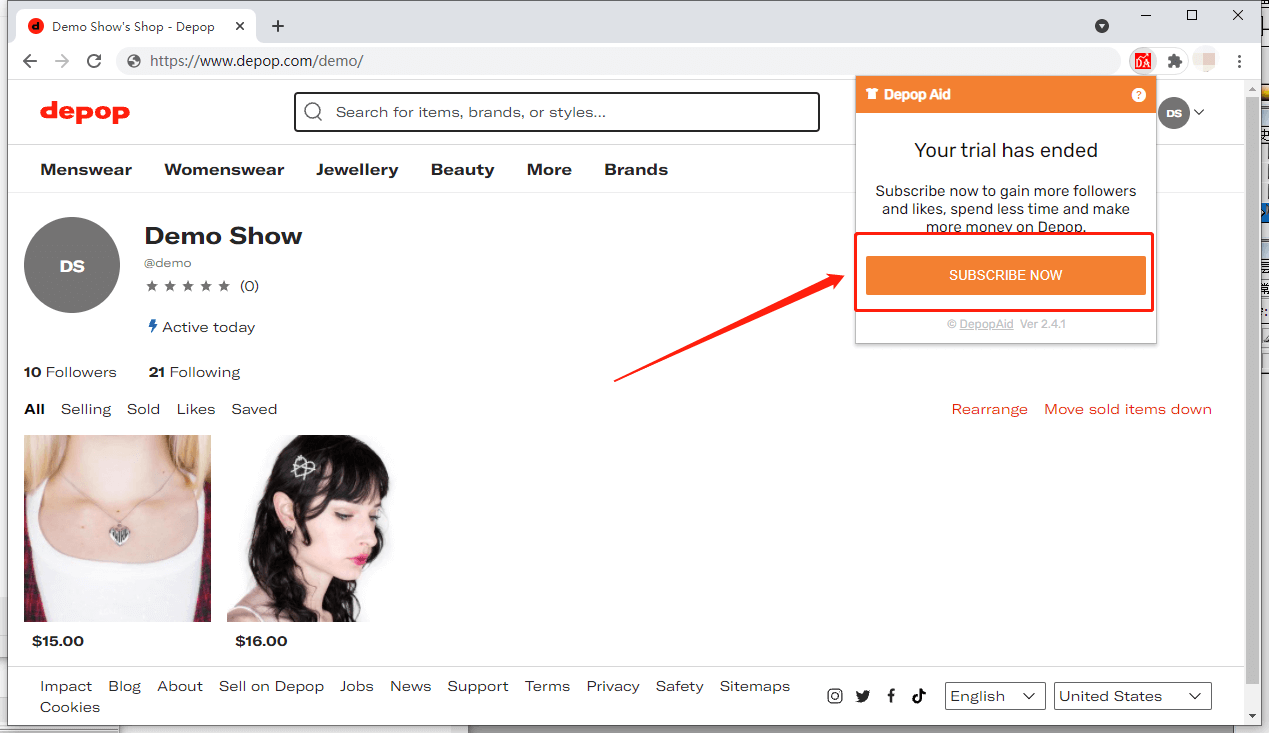 Demo Show's Shop - Depop
https://www.depop.com/demo/
DA
Depop Aid
?
depop
Search for items, brands, or styles...
DS
Your trial has ended
Menswear Womenswear Jewellery Beauty More Brands
Subscribe now to gain more followers
and likes, spend less time and make
more money on Depop.
SUBSCRIBE NOW
© DepopAid Ver 2.4.1
DS
Demo Show
@demo
(0)
Active today
10 Followers 21 Following
All Selling Sold Likes Saved
Rearrange Move sold items down
$15.00 $16.00
Impact Blog About Sell on Depop Jobs News Support Terms Privacy Safety Sitemaps
Cookies
English United States